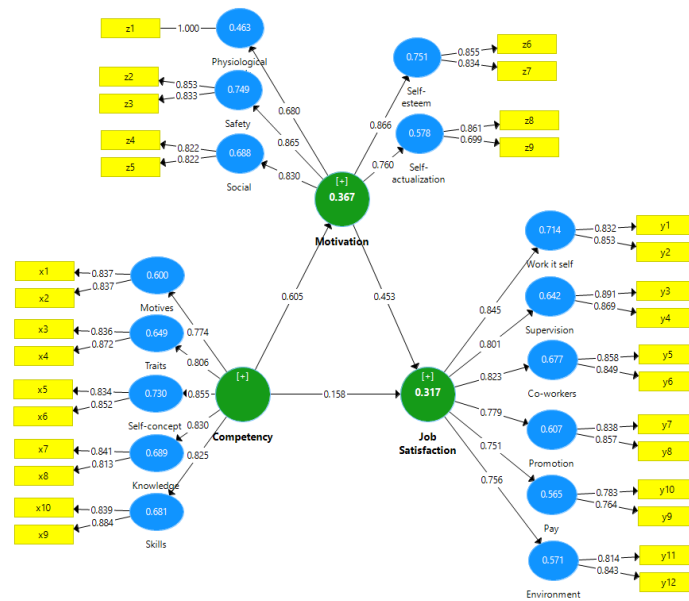 z1
1.000
0.463
Physiological
z2
0.853
z3
0.833
0.749
Safety
z4
0.822
z5
0.822
0.688
Social
0.680
0.865
0.830
0.751
Self-
esteem
0.855
z6
0.834
z7
0.866
0.578
Self-
actualization
0.861
z8
0.699
z9
0.760
[+]
0.367
Motivation
0.605
0.453
x1
0.837
x2
0.837
0.600
Motives
0.774
x3
0.836
x4
0.872
0.649
Traits
0.806
x5
0.834
x6
0.852
0.730
Self-concept
0.855
x7
0.841
x8
0.813
0.689
Knowledge
0.830
x10
0.839
x9
0.884
0.681
Skills
0.825
[+]
Competency
0.158
[+]
0.317
Job
Satisfaction
0.845
0.714
Work it self
0.832
y1
0.853
y2
0.801
0.642
Supervision
0.891
y3
0.869
y4
0.823
0.677
Co-workers
0.858
y5
0.849
y6
0.779
0.607
Promotion
0.838
y7
0.857
y8
0.751
0.565
Pay
0.783
y10
0.764
y9
0.756
0.571
Environment
0.814
y11
0.843
y12